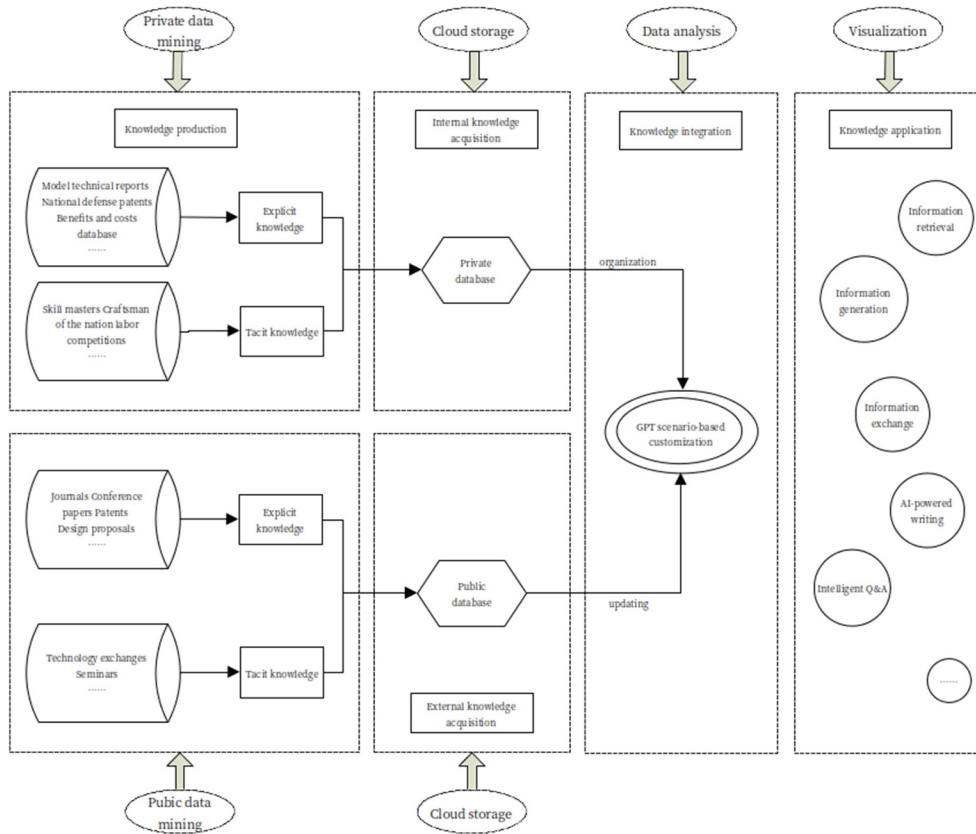 Private data
mining
Cloud storage
Data analysis
Visualization
Knowledge production
Internal knowledge
acquisition
Knowledge integration
Knowledge application
Model technical reports
National defense patents
Benefits and costs
database
......
Explicit
knowledge
Skill masters Craftsman
of the nation labor
competitions
......
Tacit knowledge
Private
database
organization
GPT scenario-based
customization
Information
retrieval
Information
generation
Information
exchange
AI-powered
writing
Intelligent Q&A
......
Journals Conference
papers Patents
Design proposals
......
Explicit
knowledge
Technology exchanges
Seminars
......
Tacit knowledge
Public
database
updating
External knowledge
acquisition
Pubic data
mining
Cloud storage